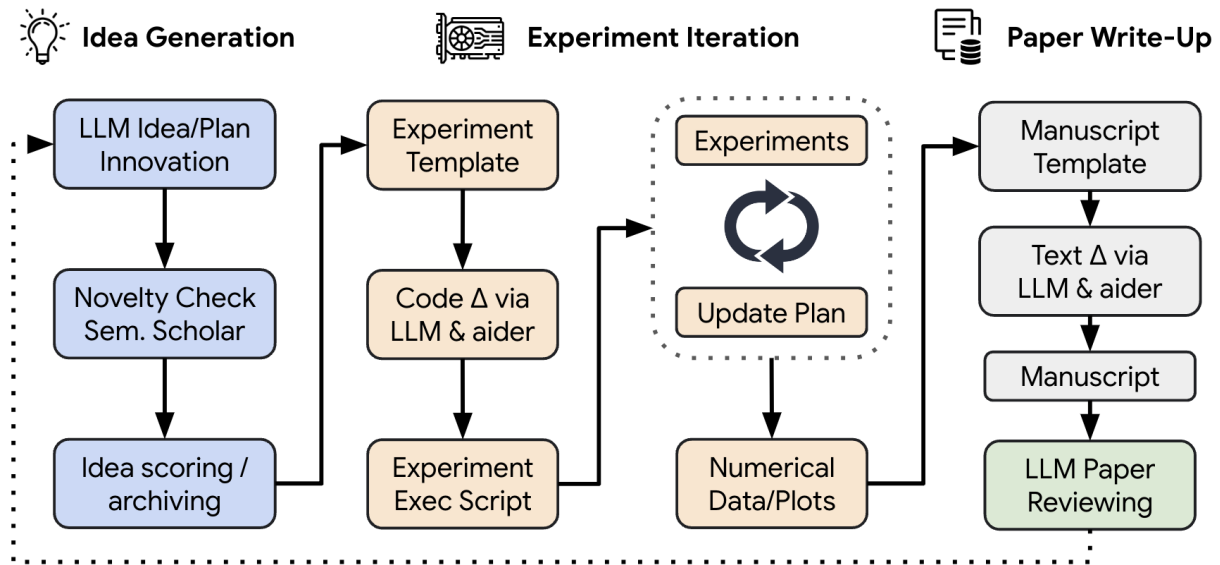 Idea Generation
Experiment Iteration
Paper Write-Up
LLM Idea/Plan
Innovation
Novelty Check
Sem. Scholar
Idea scoring /
archiving
Experiment
Template
Code Δ via
LLM & aider
Experiment
Exec Script
Experiments
Update Plan
Numerical
Data/Plots
Manuscript
Template
Text Δ via
LLM & aider
Manuscript
LLM Paper
Reviewing